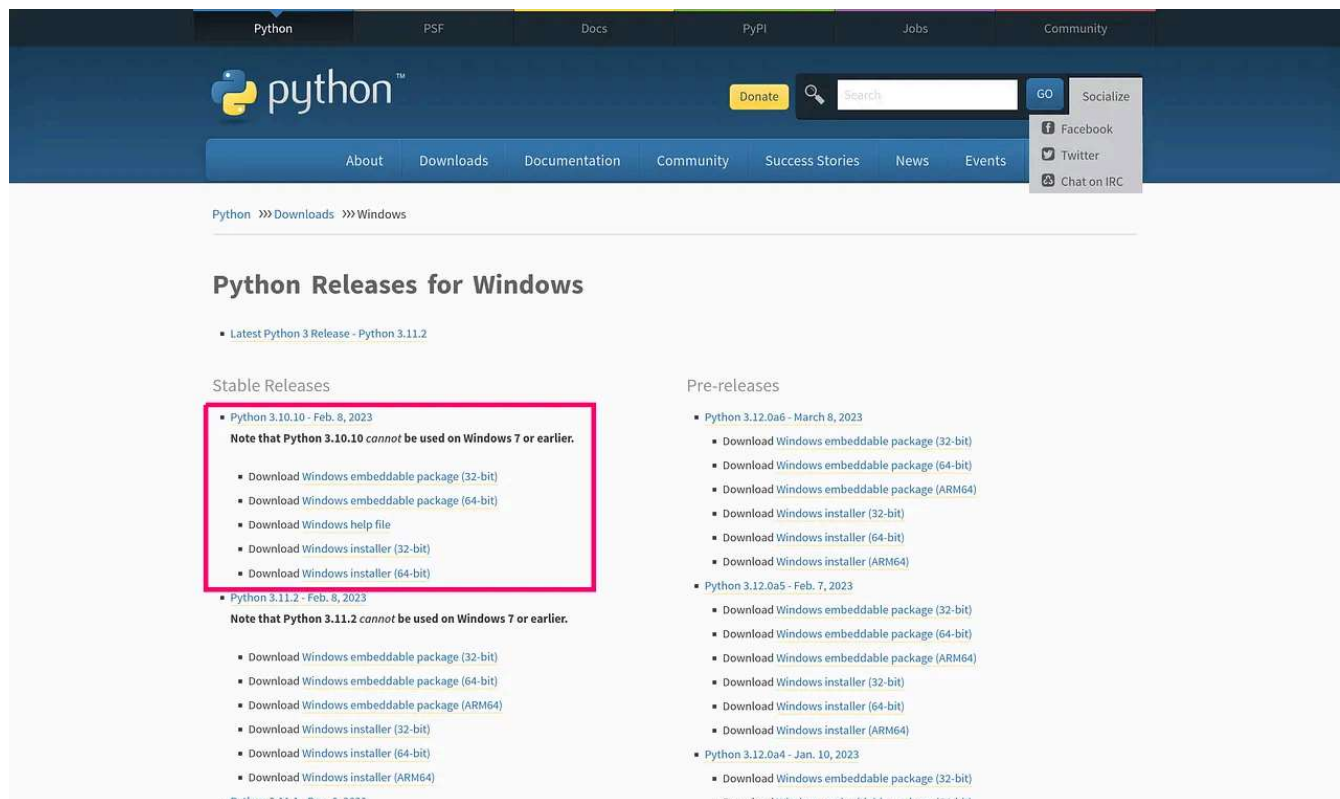 Python PSF Docs PyPI Jobs Community
python™
Donate Search GO Socialize
Facebook
Twitter
Chat on IRC
About Downloads Documentation Community Success Stories News Events
Python »» Downloads »» Windows
Python Releases for Windows
Latest Python 3 Release - Python 3.11.2
Stable Releases
Python 3.10.10 - Feb. 8, 2023
Note that Python 3.10.10 cannot be used on Windows 7 or earlier.
Download Windows embeddable package (32-bit)
Download Windows embeddable package (64-bit)
Download Windows help file
Download Windows installer (32-bit)
Download Windows installer (64-bit)
Python 3.11.2 - Feb. 8, 2023
Note that Python 3.11.2 cannot be used on Windows 7 or earlier.
Download Windows embeddable package (32-bit)
Download Windows embeddable package (64-bit)
Download Windows embeddable package (ARM64)
Download Windows installer (32-bit)
Download Windows installer (64-bit)
Download Windows installer (ARM64)
Pre-releases
Python 3.12.0a6 - March 8, 2023
Download Windows embeddable package (32-bit)
Download Windows embeddable package (64-bit)
Download Windows embeddable package (ARM64)
Download Windows installer (32-bit)
Download Windows installer (64-bit)
Download Windows installer (ARM64)
Python 3.12.0a5 - Feb. 7, 2023
Download Windows embeddable package (32-bit)
Download Windows embeddable package (64-bit)
Download Windows embeddable package (ARM64)
Download Windows installer (32-bit)
Download Windows installer (64-bit)
Download Windows installer (ARM64)
Python 3.12.0a4 - Jan. 10, 2023
Download Windows embeddable package (32-bit)